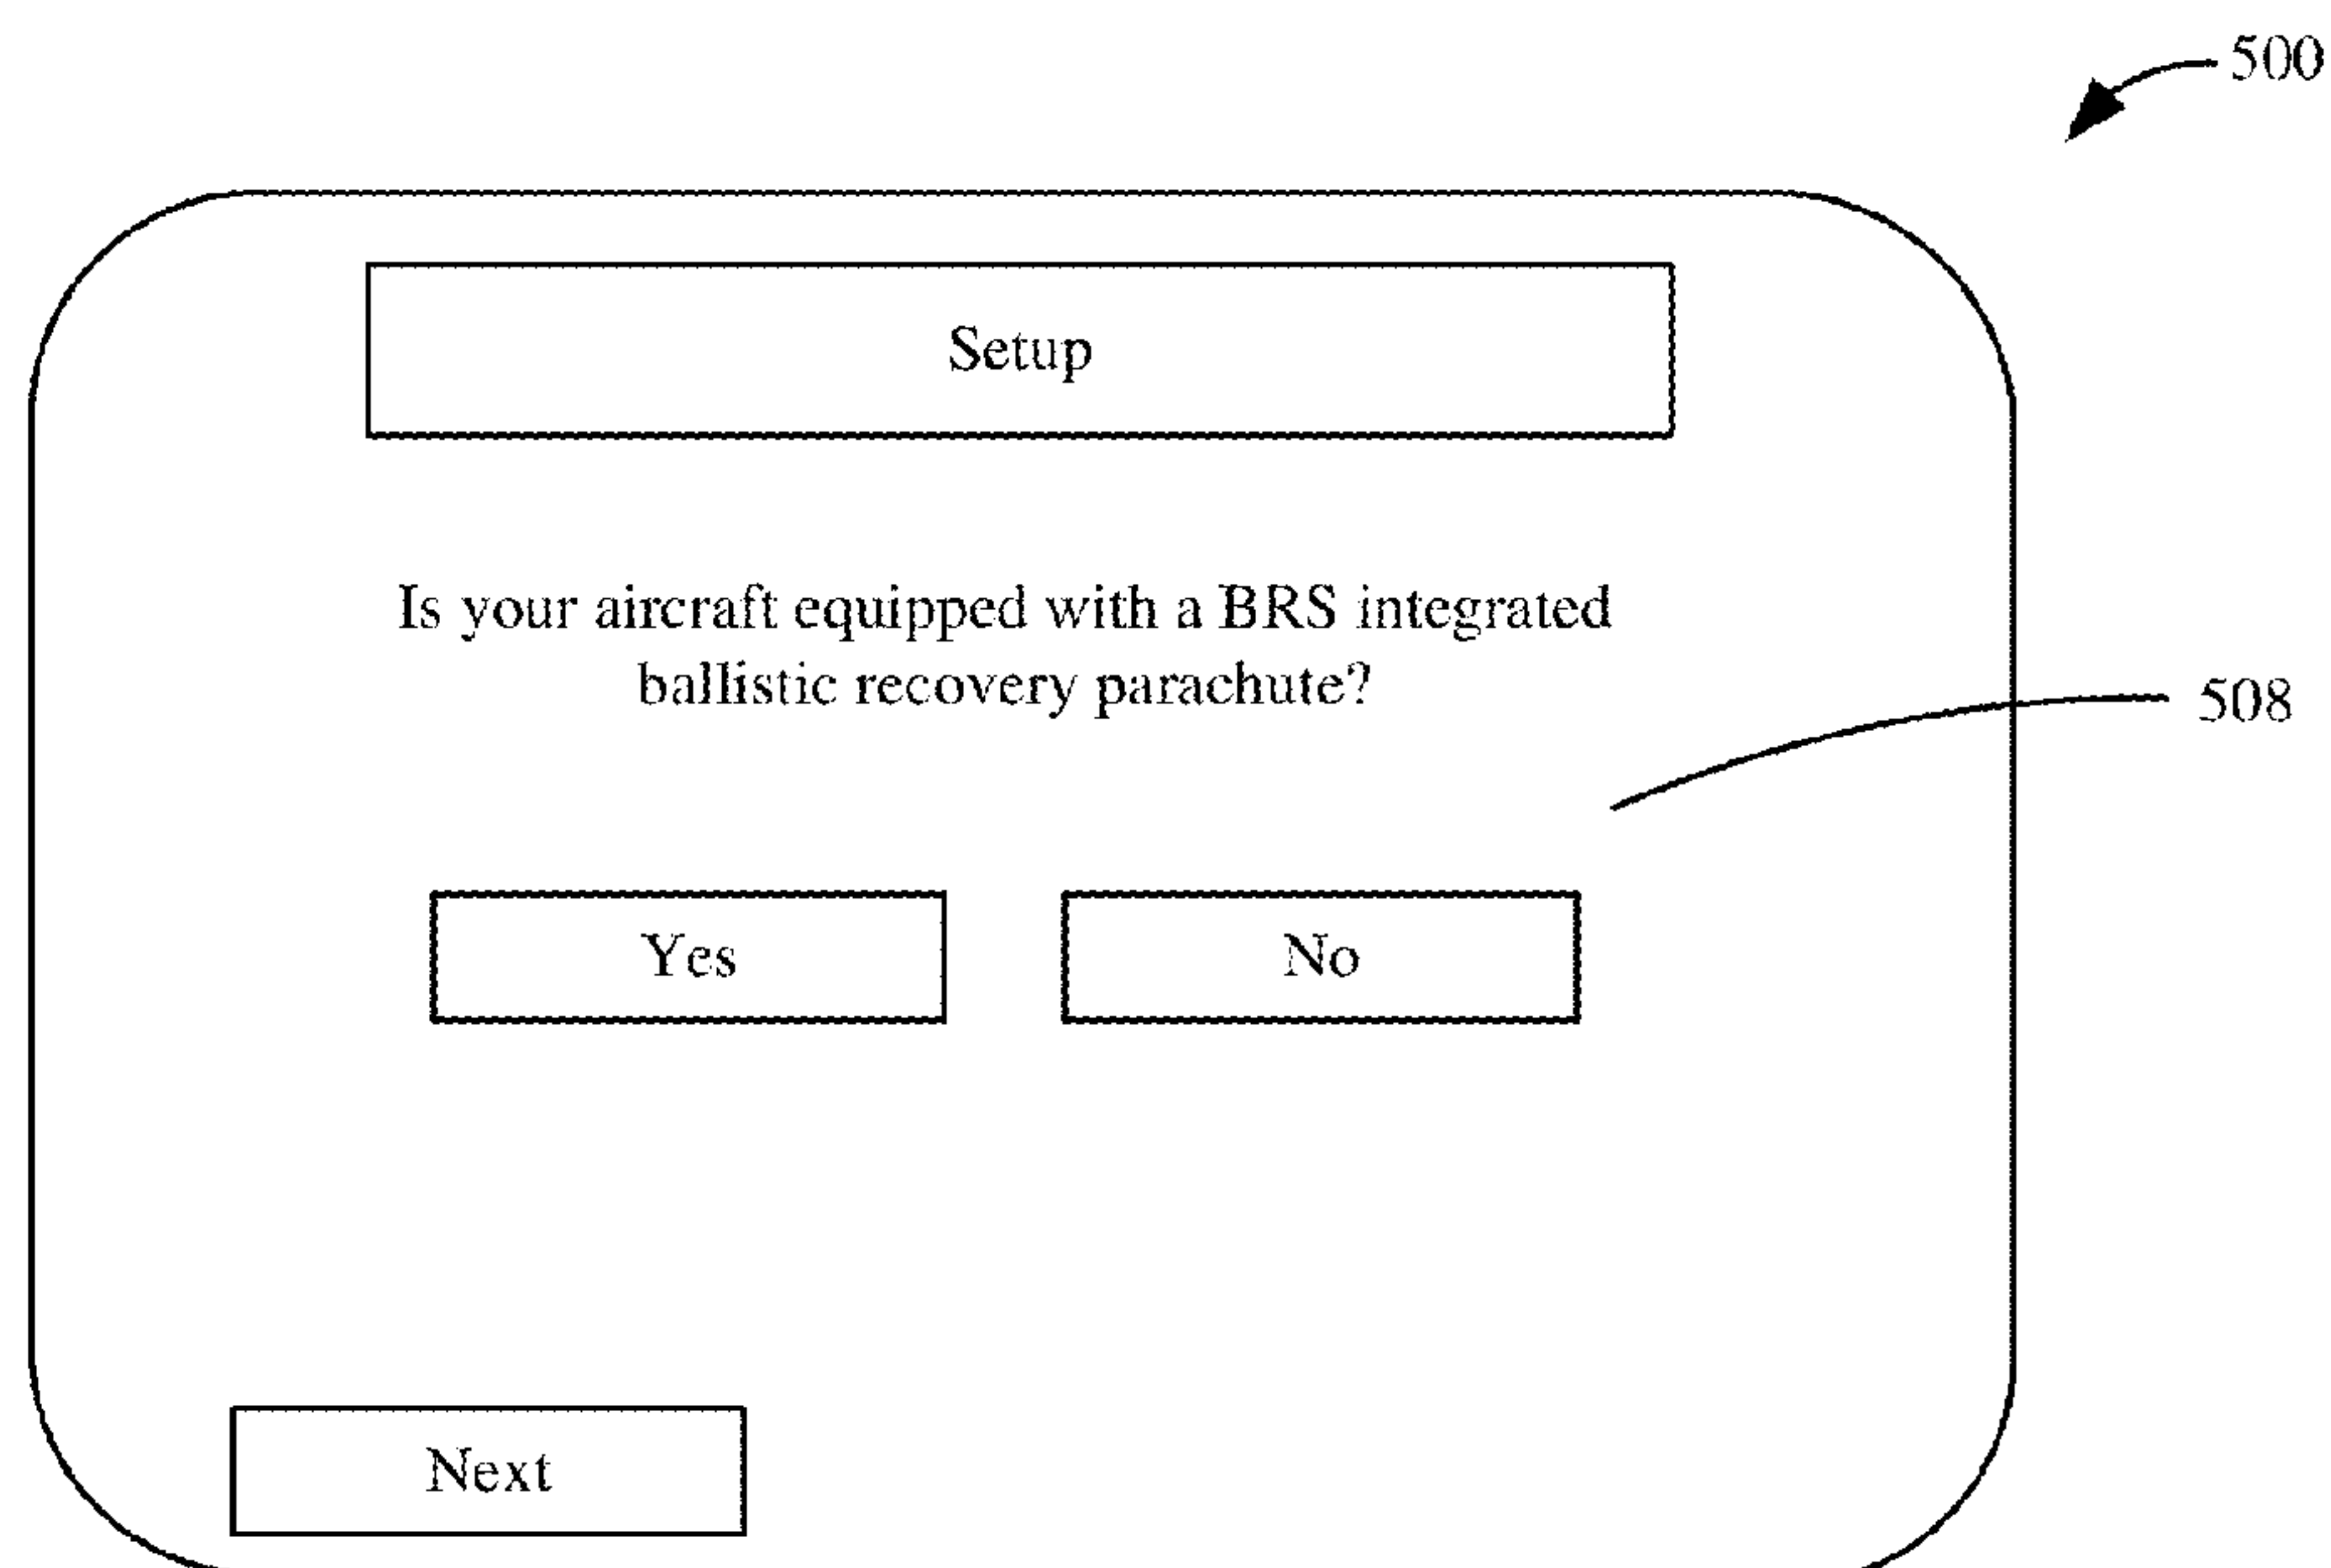 500
Setup
Is your aircraft equipped with a BRS integrated
ballistic recovery parachute?
508
Yes No
Next